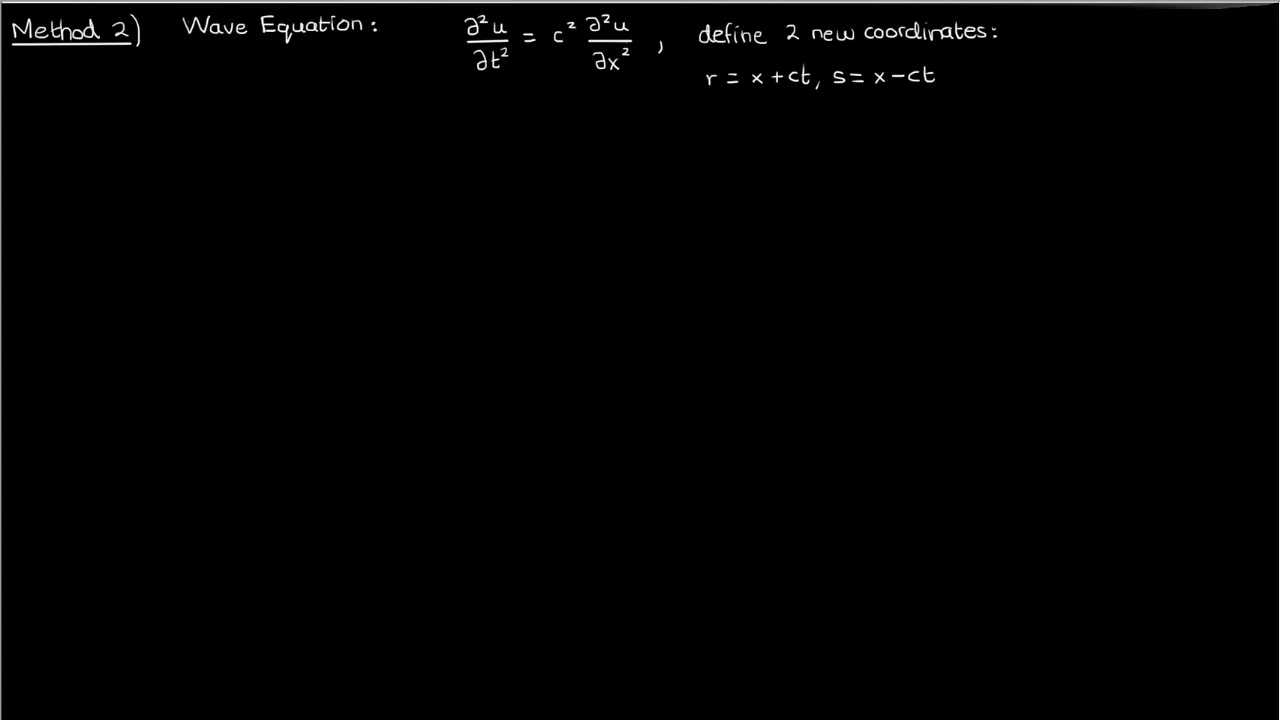 Method 2) Wave Equation: ∂²u/∂t² = c² ∂²u/∂x² , define 2 new coordinates:
r = x + ct, s = x − ct